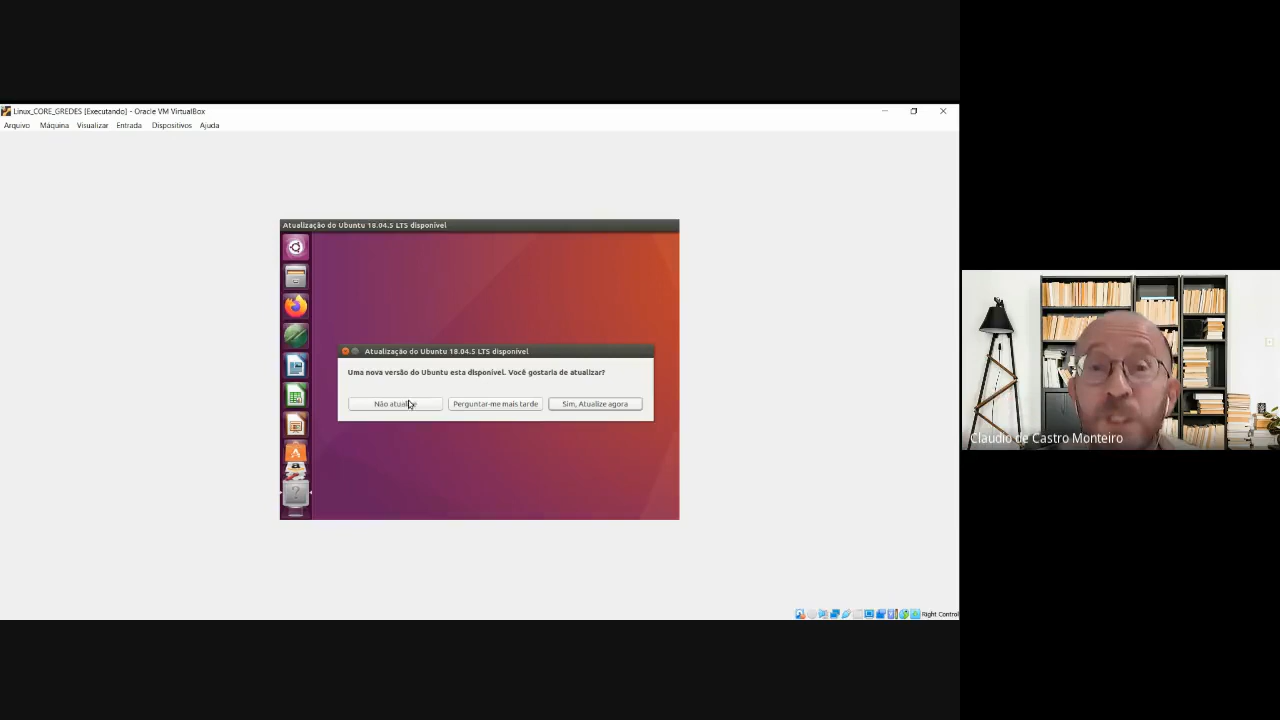 Linux_CORE_GREDES [Executando] - Oracle VM VirtualBox
Arquivo Máquina Visualizar Entrada Dispositivos Ajuda
Atualização do Ubuntu 18.04.5 LTS disponível
Atualização do Ubuntu 18.04.5 LTS disponível
Uma nova versão do Ubuntu esta disponível. Você gostaria de atualizar?
Não Perguntar-me mais tarde Sim, Atualize agora
Claudio de Castro Monteiro
Right Control